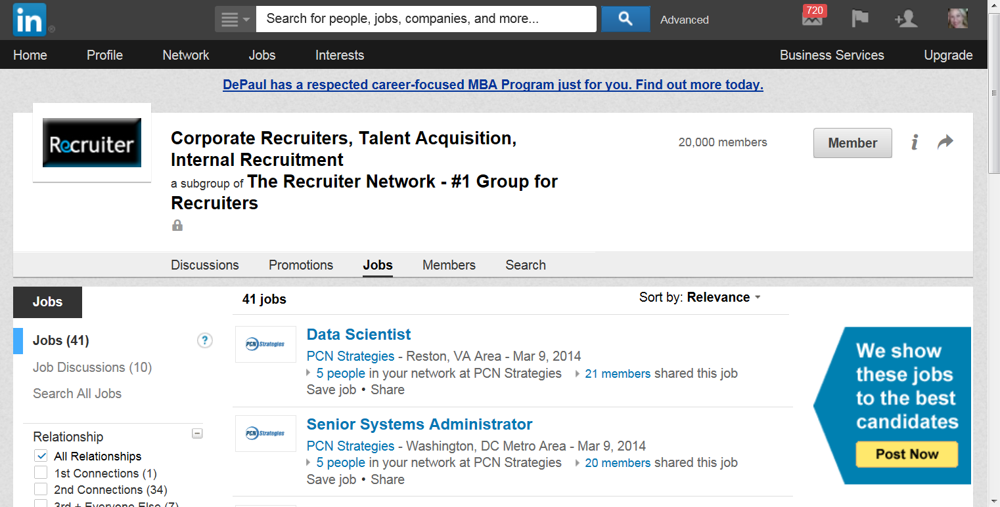 in ®
Search for people, jobs, companies, and more...
Advanced
720
Home Profile Network Jobs Interests Business Services Upgrade
DePaul has a respected career-focused MBA Program just for you. Find out more today.
Recruiter
Corporate Recruiters, Talent Acquisition,
Internal Recruitment
a subgroup of The Recruiter Network - #1 Group for
Recruiters
20,000 members
Member
i
Discussions Promotions Jobs Members Search
Jobs
Jobs (41)
?
Job Discussions (10)
Search All Jobs
Relationship
All Relationships
1st Connections (1)
2nd Connections (34)
3rd + Everyone Else (7)
41 jobs
Sort by: Relevance
PCN Strategies
Data Scientist
PCN Strategies - Reston, VA Area - Mar 9, 2014
5 people in your network at PCN Strategies 21 members shared this job
Save job • Share
PCN Strategies
Senior Systems Administrator
PCN Strategies - Washington, DC Metro Area - Mar 9, 2014
5 people in your network at PCN Strategies 20 members shared this job
Save job • Share
We show
these jobs
to the best
candidates
Post Now